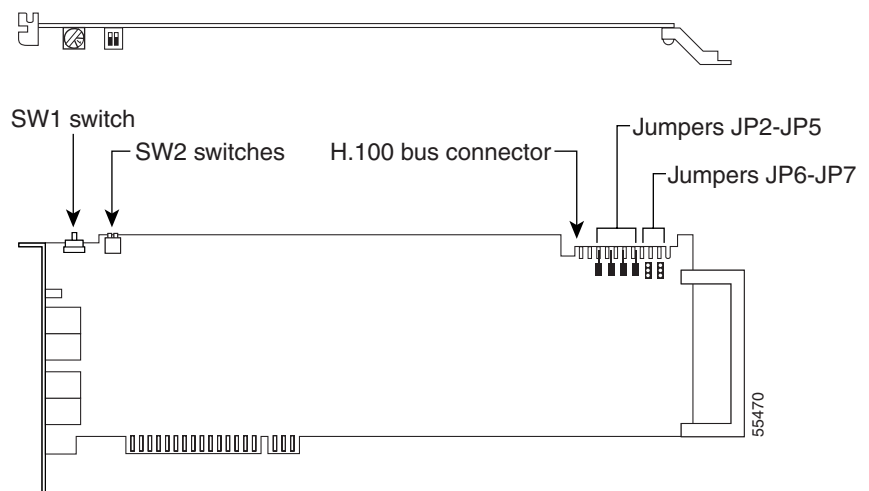 SW1 switch
SW2 switches
H.100 bus connector
Jumpers JP2-JP5
Jumpers JP6-JP7
55470